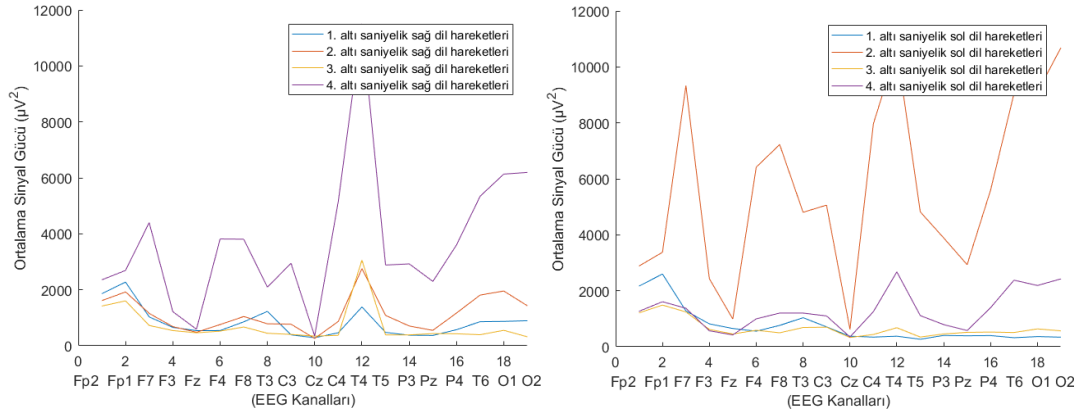 12000
10000
8000
6000
4000
2000
0
Ortalama Sinyal Gücü (µV²)
1. altı saniyelik sağ dil hareketleri
2. altı saniyelik sağ dil hareketleri
3. altı saniyelik sağ dil hareketleri
4. altı saniyelik sağ dil hareketleri
0 2 4 6 8 10 12 14 16 18
Fp2 Fp1 F7 F3 Fz F4 F8 T3 C3 Cz C4 T4 T5 P3 Pz P4 T6 O1 O2
(EEG Kanalları)
12000
10000
8000
6000
4000
2000
0
Ortalama Sinyal Gücü (µV²)
1. altı saniyelik sol dil hareketleri
2. altı saniyelik sol dil hareketleri
3. altı saniyelik sol dil hareketleri
4. altı saniyelik sol dil hareketleri
0 2 4 6 8 10 12 14 16 18
Fp2 Fp1 F7 F3 Fz F4 F8 T3 C3 Cz C4 T4 T5 P3 Pz P4 T6 O1 O2
(EEG Kanalları)